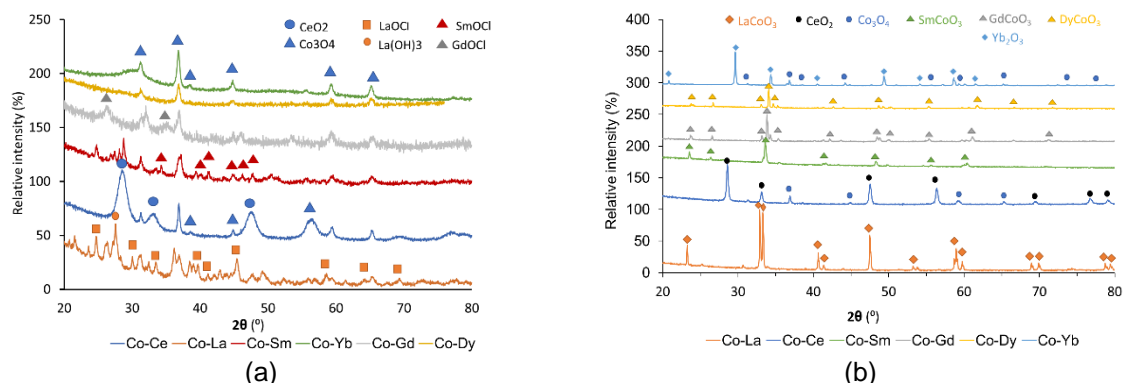 (a)
CeO2 LaOCl SmOCl
Co3O4 La(OH)3 GdOCl
Relative intensity (%)
250
200
150
100
50
0
20 30 40 50 60 70 80
2θ (°)
Co-Ce Co-La Co-Sm Co-Yb Co-Gd Co-Dy
(a)
(b)
LaCoO₃ CeO₂ Co₃O₄ SmCoO₃ GdCoO₃ DyCoO₃
Yb₂O₃
Relative intensity (%)
400
350
300
250
200
150
100
50
0
20 30 40 50 60 70 80
2θ (°)
Co-La Co-Ce Co-Sm Co-Gd Co-Dy Co-Yb
(b)